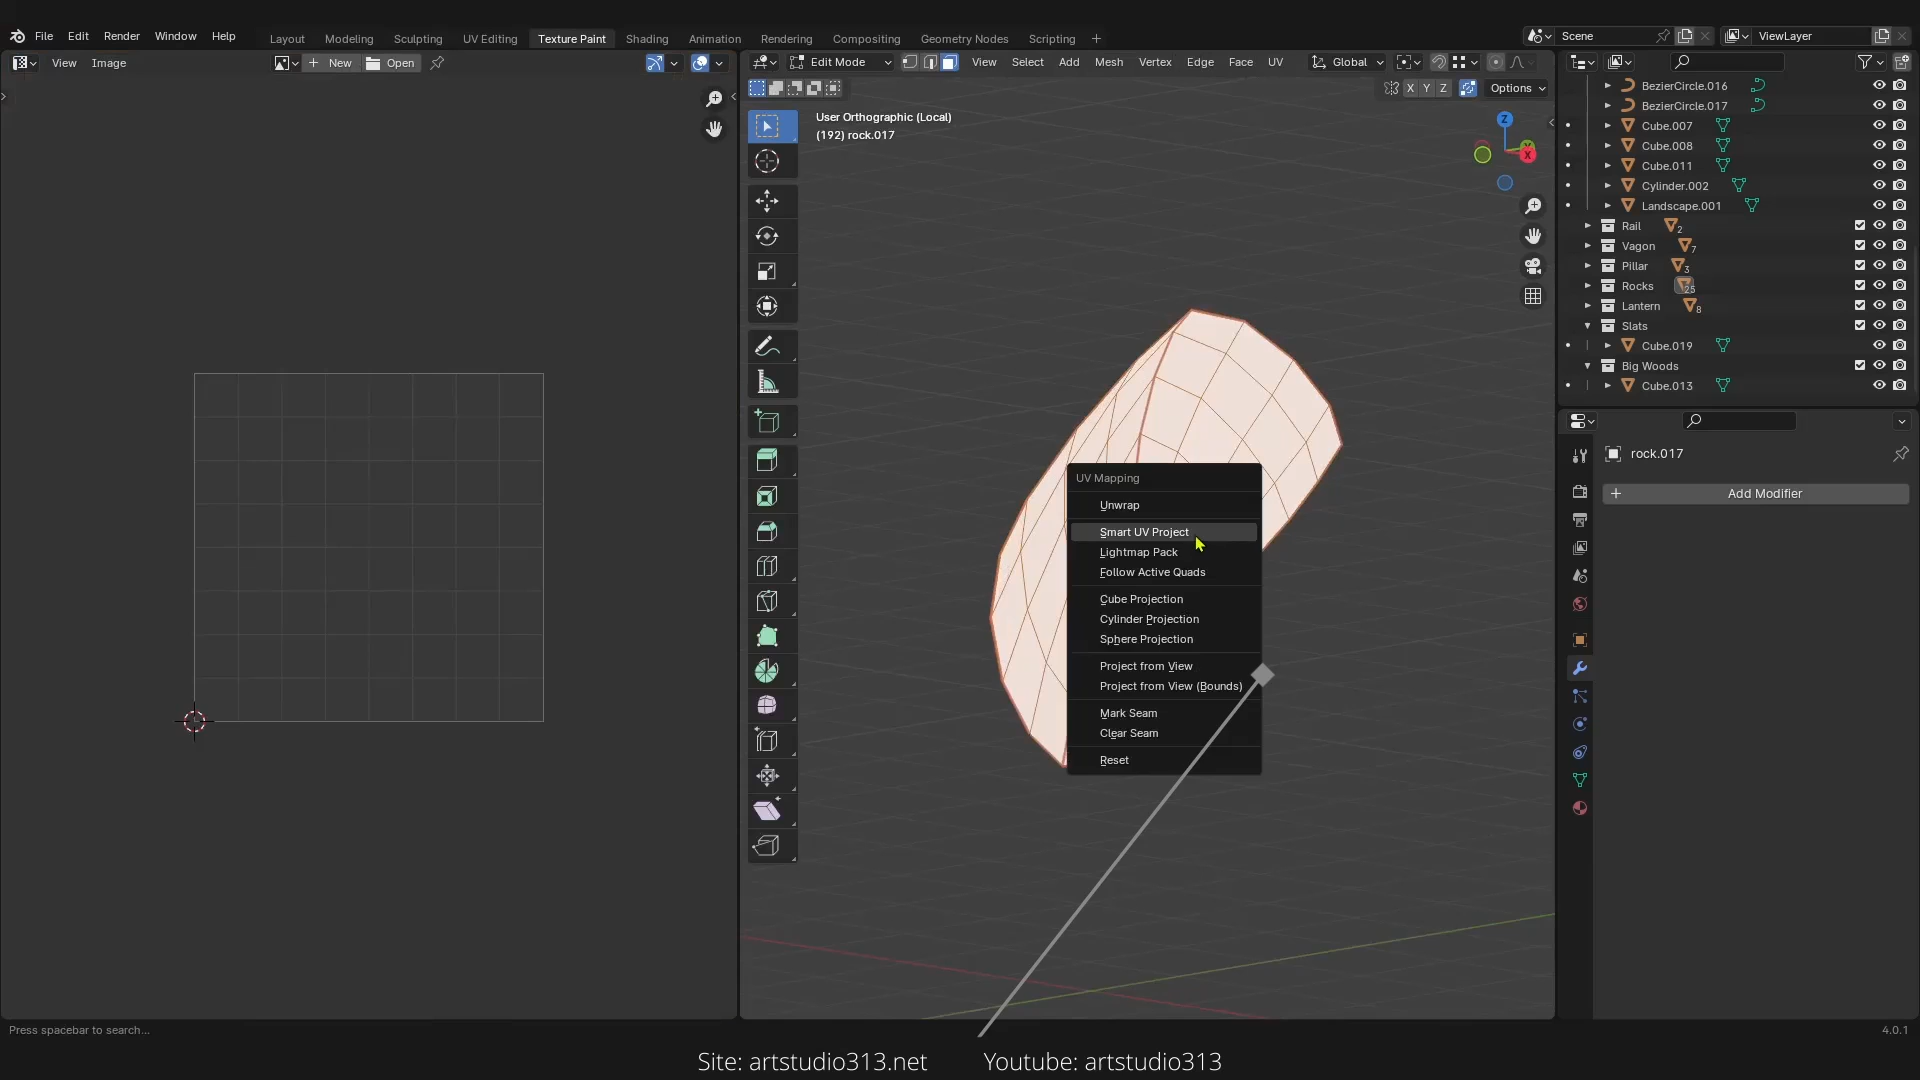 File Edit Render Window Help
Layout Modeling Sculpting UV Editing Texture Paint Shading Animation Rendering Compositing Geometry Nodes Scripting
Scene
ViewLayer
View Image
New
Open
Edit Mode
View Select Add Mesh Vertex Edge Face UV
Global
X Y Z
Options
User Orthographic (Local)
(192) rock.017
Z
X
UV Mapping
Unwrap
Smart UV Project
Lightmap Pack
Follow Active Quads
Cube Projection
Cylinder Projection
Sphere Projection
Project from View
Project from View (Bounds)
Mark Seam
Clear Seam
Reset
BezierCircle.016
BezierCircle.017
Cube.007
Cube.008
Cube.011
Cylinder.002
Landscape.001
Rail 2
Vagon 7
Pillar 3
Rocks 25
Lantern 8
Slats
Cube.019
Big Woods
Cube.013
rock.017
Add Modifier
Press spacebar to search...
4.0.1
Site: artstudio313.net Youtube: artstudio313